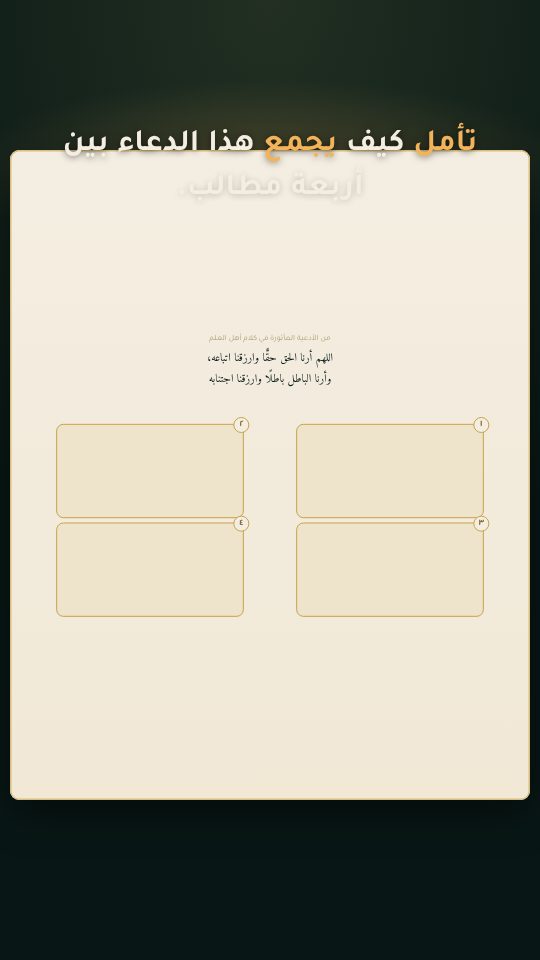 تأمل كيف يجمع هذا الدعاء بين
أربعة مطالب.
من الأدعية المأثورة في كلام أهل العلم
اللهم أرنا الحق حقًّا وارزقنا اتباعه،
وأرنا الباطل باطلًا وارزقنا اجتنابه
١
٢
٣
٤